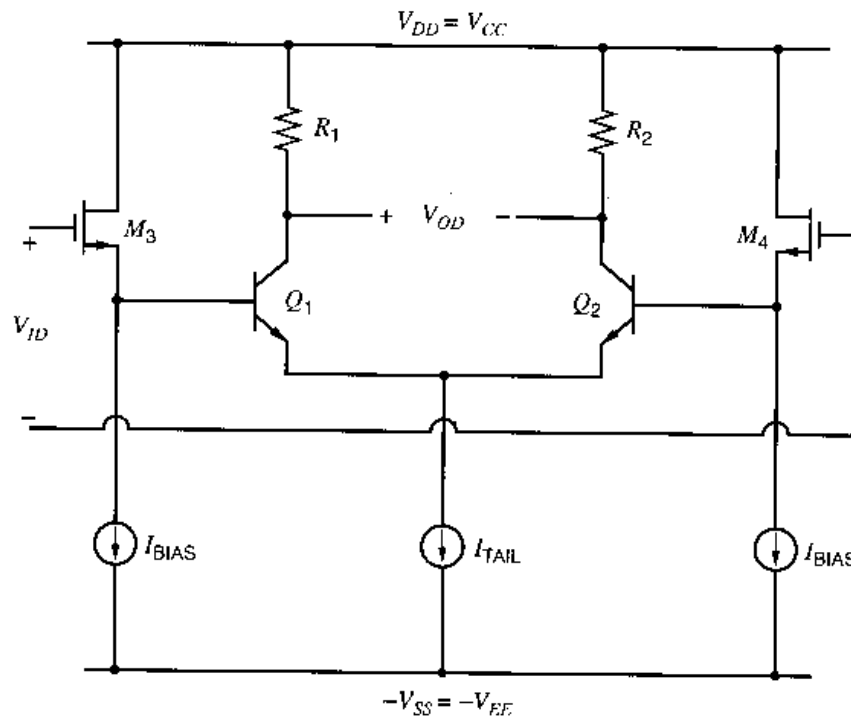 V_DD = V_CC
R_1
R_2
M_3
+ V_OD −
M_4
+
Q_1
Q_2
V_ID
−
I_BIAS
I_TAIL
I_BIAS
−V_SS = −V_EE